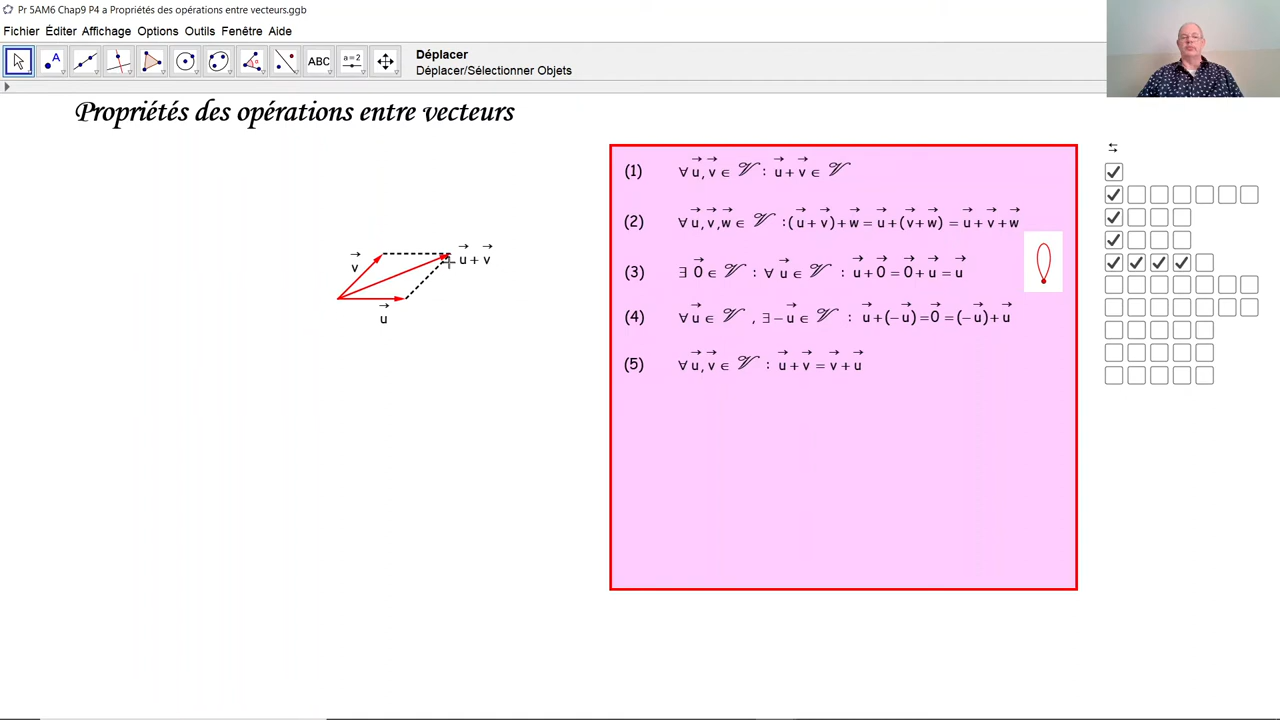 Pr 5AM6 Chap9 P4 a Propriétés des opérations entre vecteurs.ggb
Fichier Éditer Affichage Options Outils Fenêtre Aide
A ABC a=2 Déplacer
Déplacer/Sélectionner Objets
Propriétés des opérations entre vecteurs
(1) ∀ u⃗, v⃗ ∈ 𝒱 : u⃗ + v⃗ ∈ 𝒱
(2) ∀ u⃗, v⃗, w⃗ ∈ 𝒱 : (u⃗ + v⃗) + w⃗ = u⃗ + (v⃗ + w⃗) = u⃗ + v⃗ + w⃗
(3) ∃ 0⃗ ∈ 𝒱 : ∀ u⃗ ∈ 𝒱 : u⃗ + 0⃗ = 0⃗ + u⃗ = u⃗
(4) ∀ u⃗ ∈ 𝒱 , ∃ −u⃗ ∈ 𝒱 : u⃗ + (−u⃗) = 0⃗ = (−u⃗) + u⃗
(5) ∀ u⃗, v⃗ ∈ 𝒱 : u⃗ + v⃗ = v⃗ + u⃗
v⃗
u⃗ + v⃗
u⃗